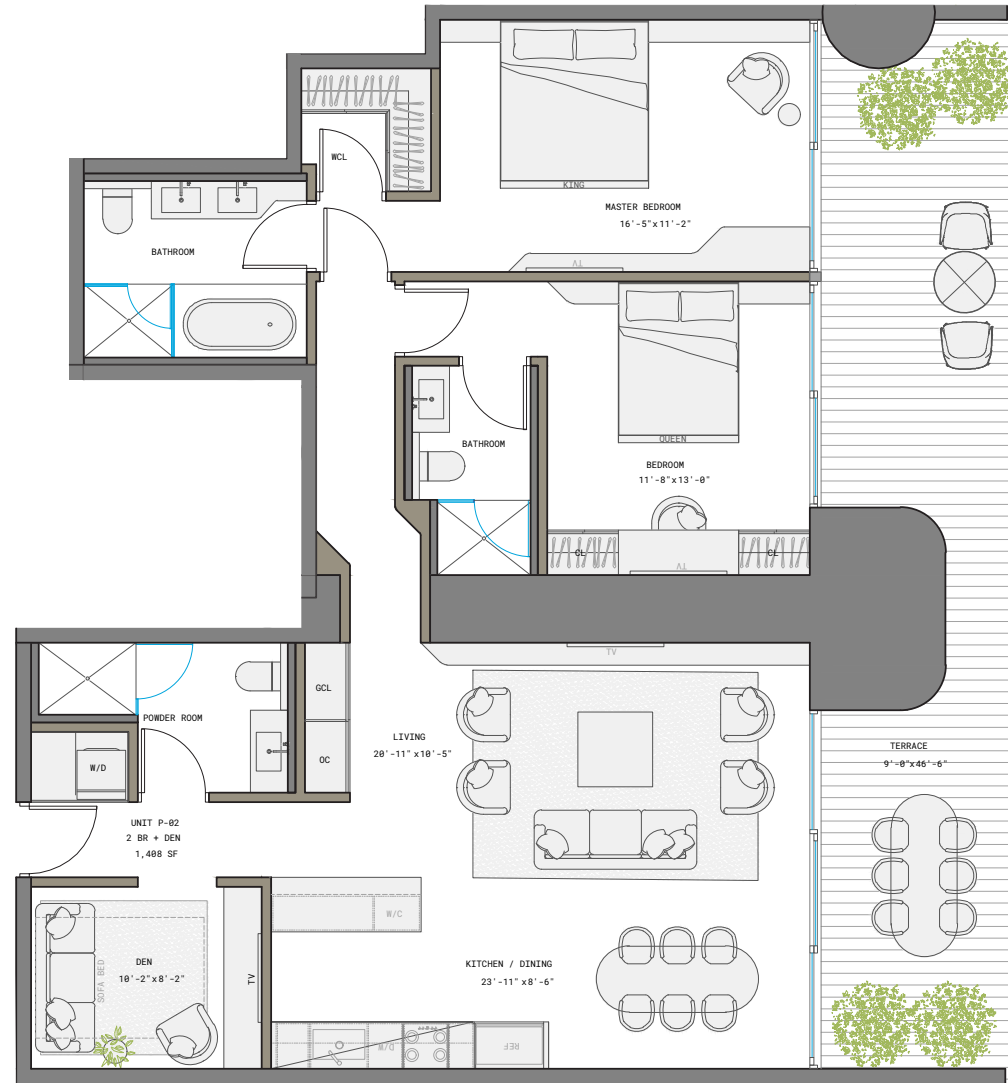 WCL
KING
MASTER BEDROOM
16'-5"x11'-2"
BATHROOM
TV
BATHROOM
QUEEN
BEDROOM
11'-8"x13'-0"
CL
CL
TV
TV
GCL
POWDER ROOM
LIVING
20'-11"x10'-5"
OC
W/D
TERRACE
9'-0"x46'-6"
UNIT P-02
2 BR + DEN
1,408 SF
W/C
DEN
10'-2"x8'-2"
SOFA BED
TV
KITCHEN / DINING
23'-11"x8'-6"
D/W
REF